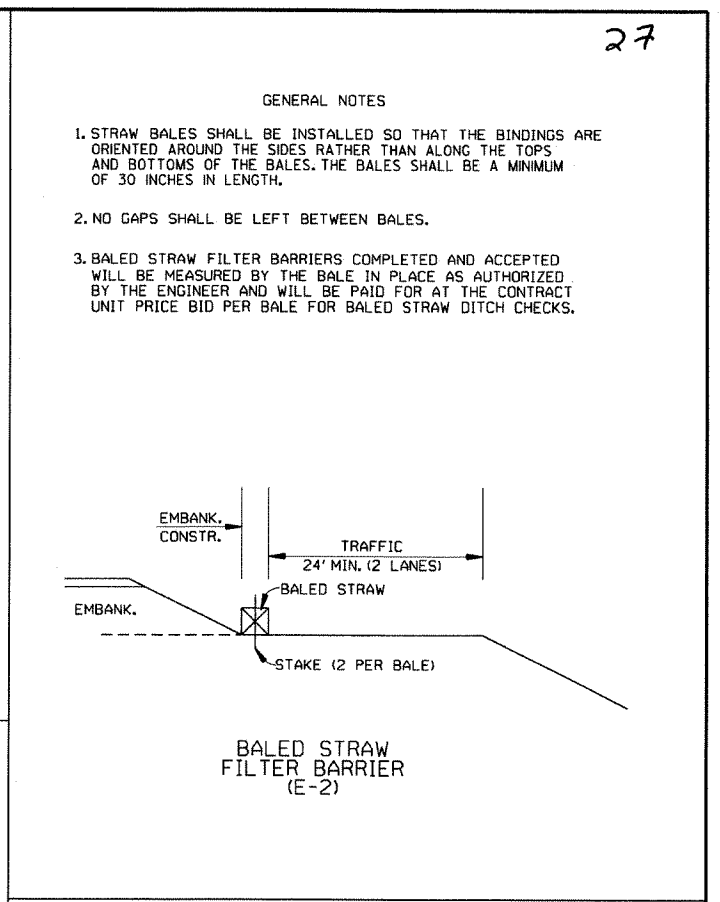 27
GENERAL NOTES
1. STRAW BALES SHALL BE INSTALLED SO THAT THE BINDINGS ARE
ORIENTED AROUND THE SIDES RATHER THAN ALONG THE TOPS
AND BOTTOMS OF THE BALES. THE BALES SHALL BE A MINIMUM
OF 30 INCHES IN LENGTH.
2. NO GAPS SHALL BE LEFT BETWEEN BALES.
3. BALED STRAW FILTER BARRIERS COMPLETED AND ACCEPTED
WILL BE MEASURED BY THE BALE IN PLACE AS AUTHORIZED
BY THE ENGINEER AND WILL BE PAID FOR AT THE CONTRACT
UNIT PRICE BID PER BALE FOR BALED STRAW DITCH CHECKS.
EMBANK.
CONSTR.
TRAFFIC
24' MIN. (2 LANES)
BALED STRAW
EMBANK.
STAKE (2 PER BALE)
BALED STRAW
FILTER BARRIER
(E-2)